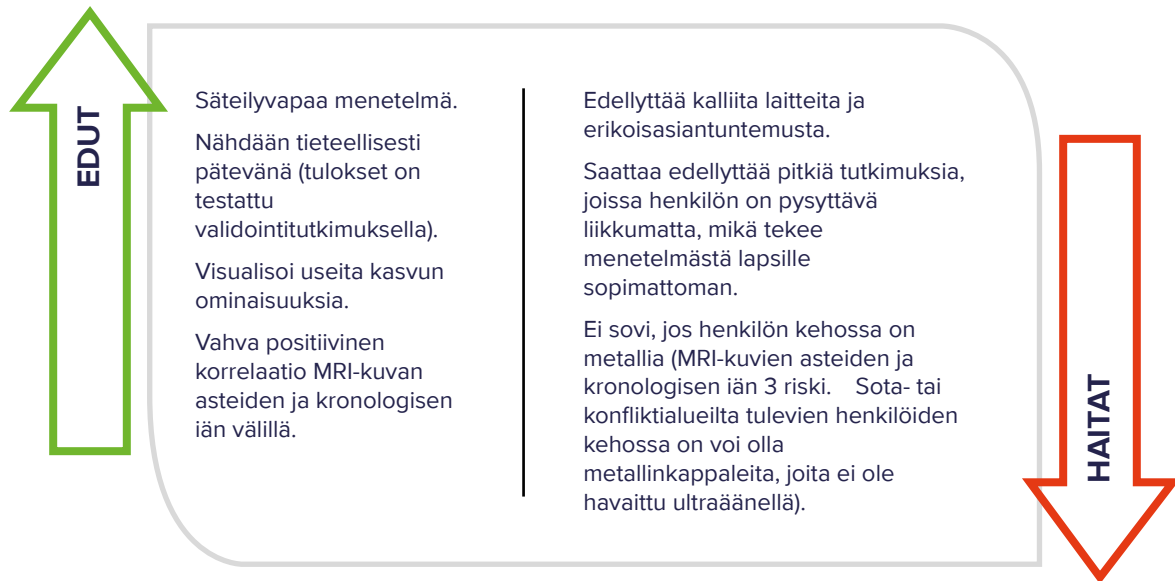 EDUT
Säteilyvapaa menetelmä.
Nähdään tieteellisesti
pätevänä (tulokset on
testattu
validointitutkimuksella).
Visualisoi useita kasvun
ominaisuuksia.
Vahva positiivinen
korrelaatio MRI-kuvan
asteiden ja kronologisen
iän välillä.
Edellyttää kalliita laitteita ja
erikoisasiantuntemusta.
Saattaa edellyttää pitkiä tutkimuksia,
joissa henkilön on pysyttävä
liikkumatta, mikä tekee
menetelmästä lapsille
sopimattoman.
Ei sovi, jos henkilön kehossa on
metallia (MRI-kuvien asteiden ja
kronologisen iän 3 riski. Sota- tai
konfliktialueilta tulevien henkilöiden
kehossa on voi olla
metallinkappaleita, joita ei ole
havaittu ultraäänellä).
HAITAT